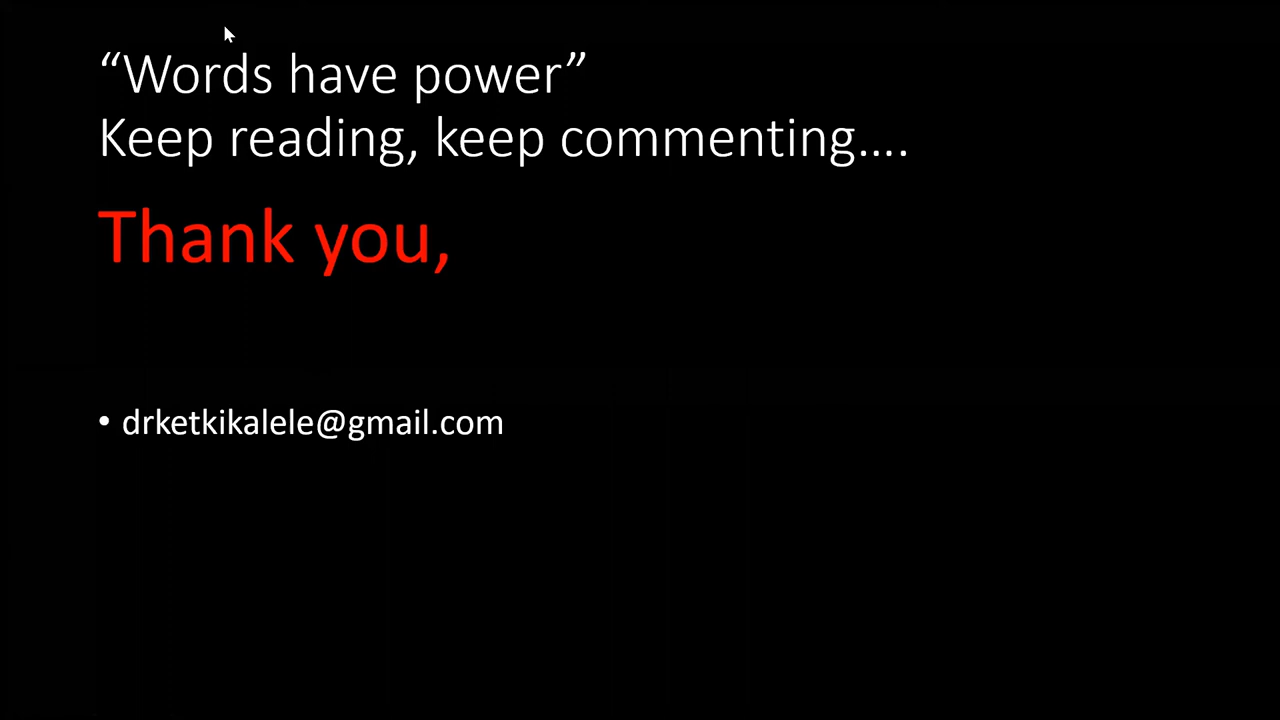 “Words have power”
Keep reading, keep commenting....
Thank you,
• drketkikalele@gmail.com